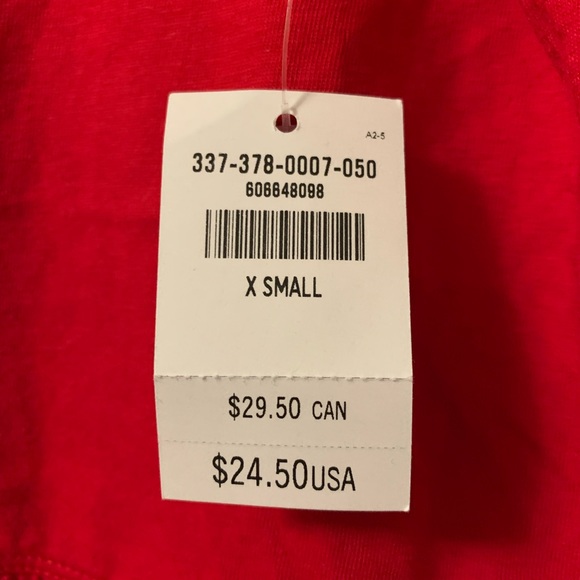 A2-5
337-378-0007-050
606648098
X SMALL
$29.50 CAN
$24.50USA